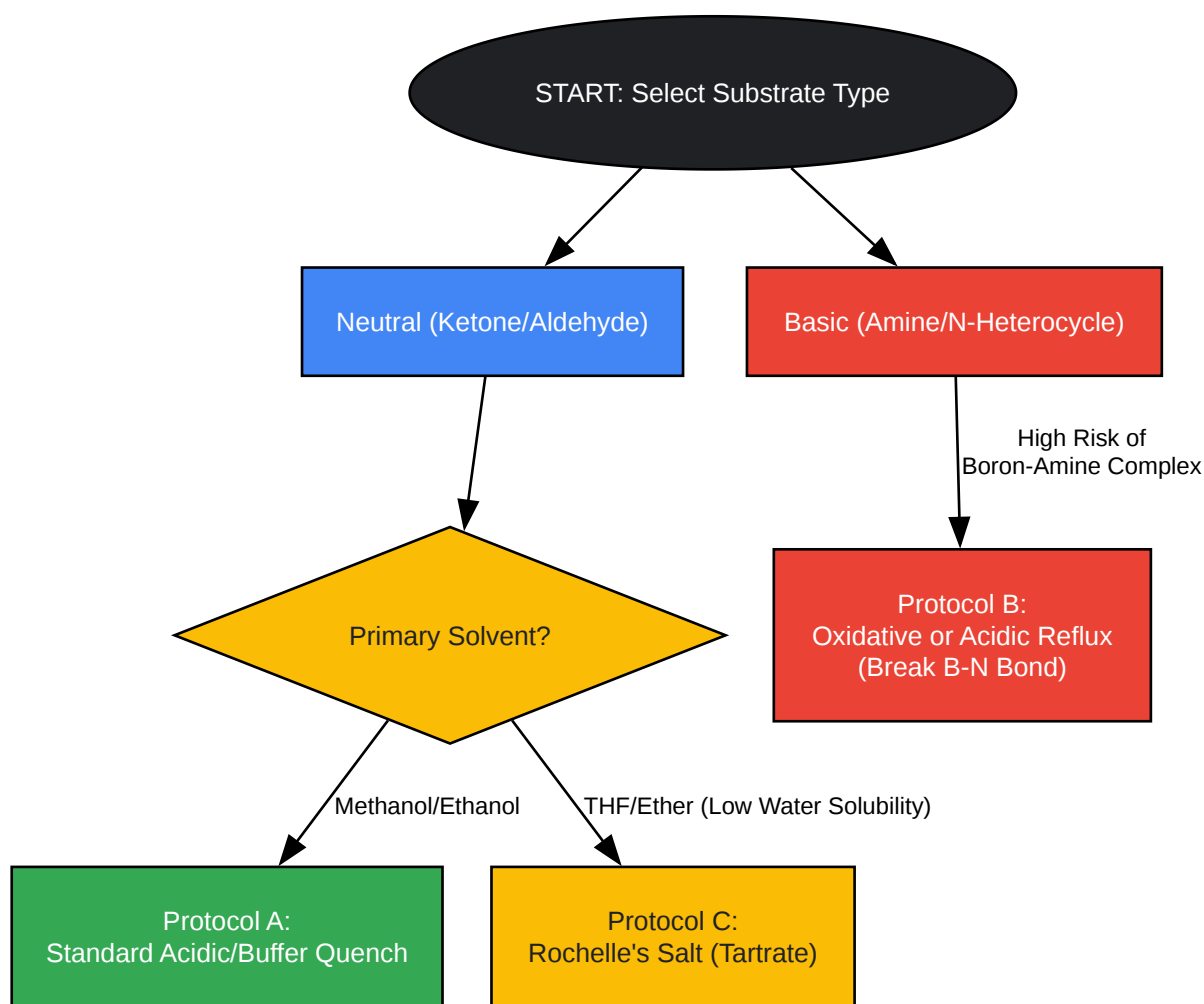 START: Select Substrate Type
Neutral (Ketone/Aldehyde)
Basic (Amine/N-Heterocycle)
High Risk of
Boron-Amine Complex
Primary Solvent?
Protocol B:
Oxidative or Acidic Reflux
(Break B-N Bond)
Methanol/Ethanol
THF/Ether (Low Water Solubility)
Protocol A:
Standard Acidic/Buffer Quench
Protocol C:
Rochelle's Salt (Tartrate)